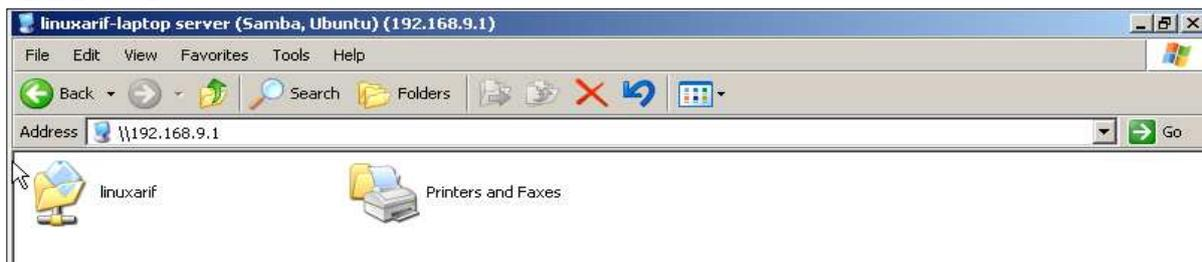 linuxarif-laptop server (Samba, Ubuntu) (192.168.9.1)
File Edit View Favorites Tools Help
Back Search Folders
Address \\192.168.9.1 Go
linuxarif Printers and Faxes